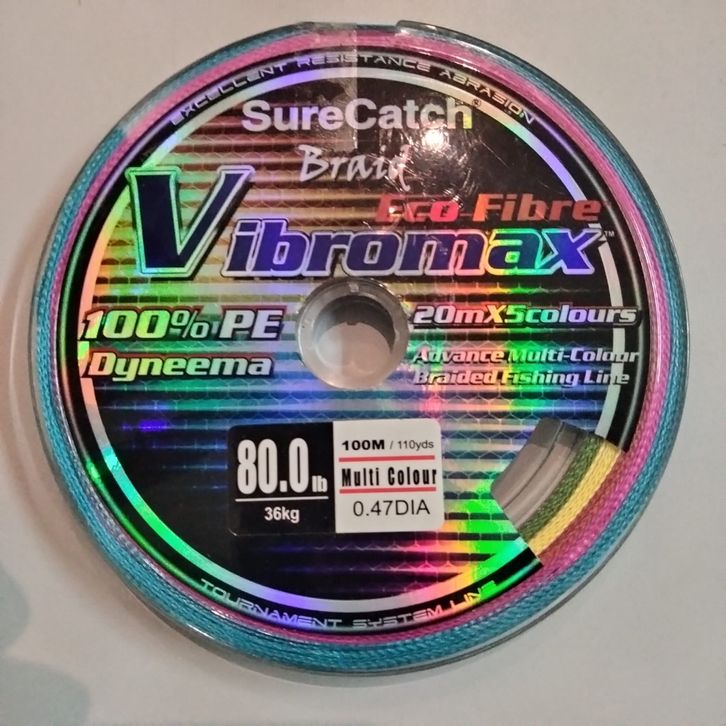 EXCELLENT RESISTANCE ABRASION
SureCatch®
Braid
Eco-Fibre
Vibromax™
100% PE
Dyneema
20mX5colours
Advance Multi-Colour
Braided Fishing Line
80.0lb
36kg
100M / 110yds
Multi Colour
0.47DIA
TOURNAMENT SYSTEM LINE